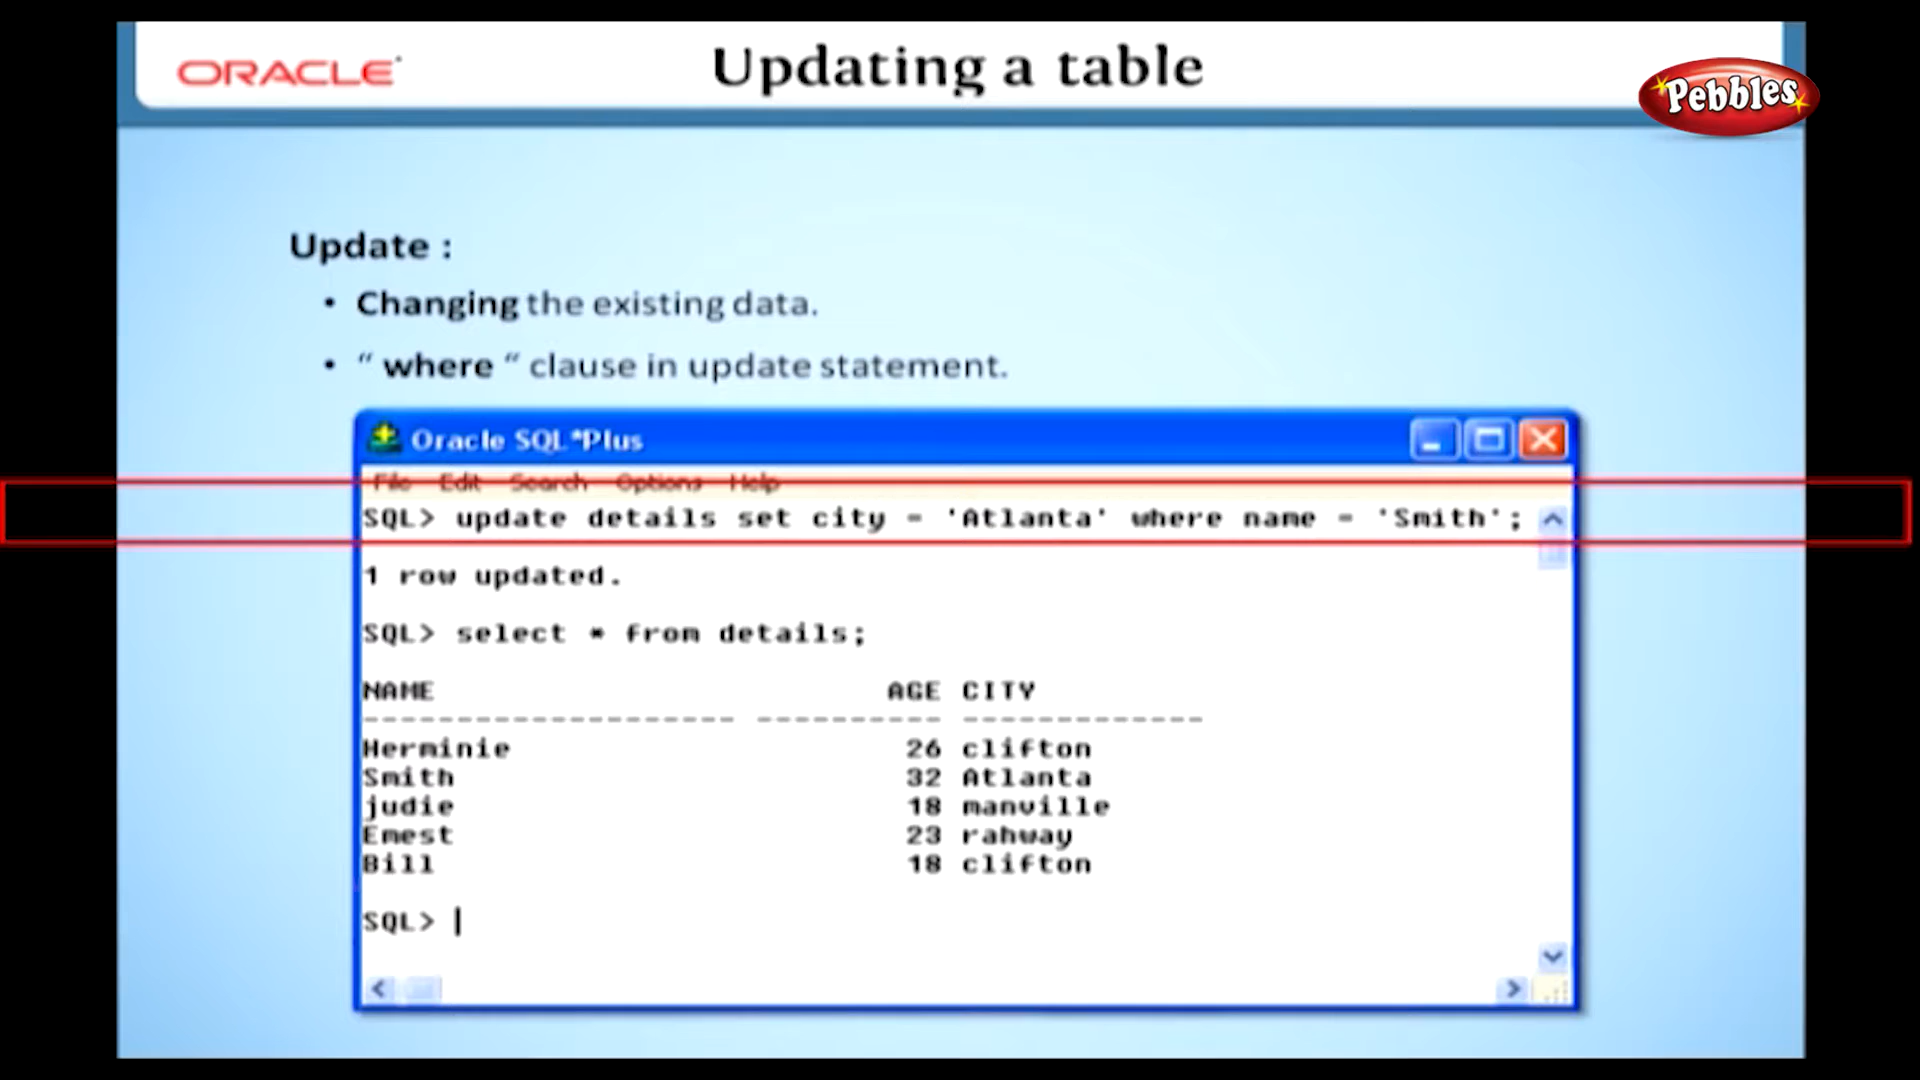 ORACLE
Updating a table
Pebbles
Update :
• Changing the existing data.
• “ where “ clause in update statement.
Oracle SQL*Plus
File Edit Search Options Help
SQL> update details set city = 'Atlanta' where name = 'Smith';
1 row updated.
SQL> select * from details;
NAME AGE CITY
-------------------- ---------- -------------
Herminie 26 clifton
Smith 32 Atlanta
judie 18 manville
Emest 23 rahway
Bill 18 clifton
SQL>